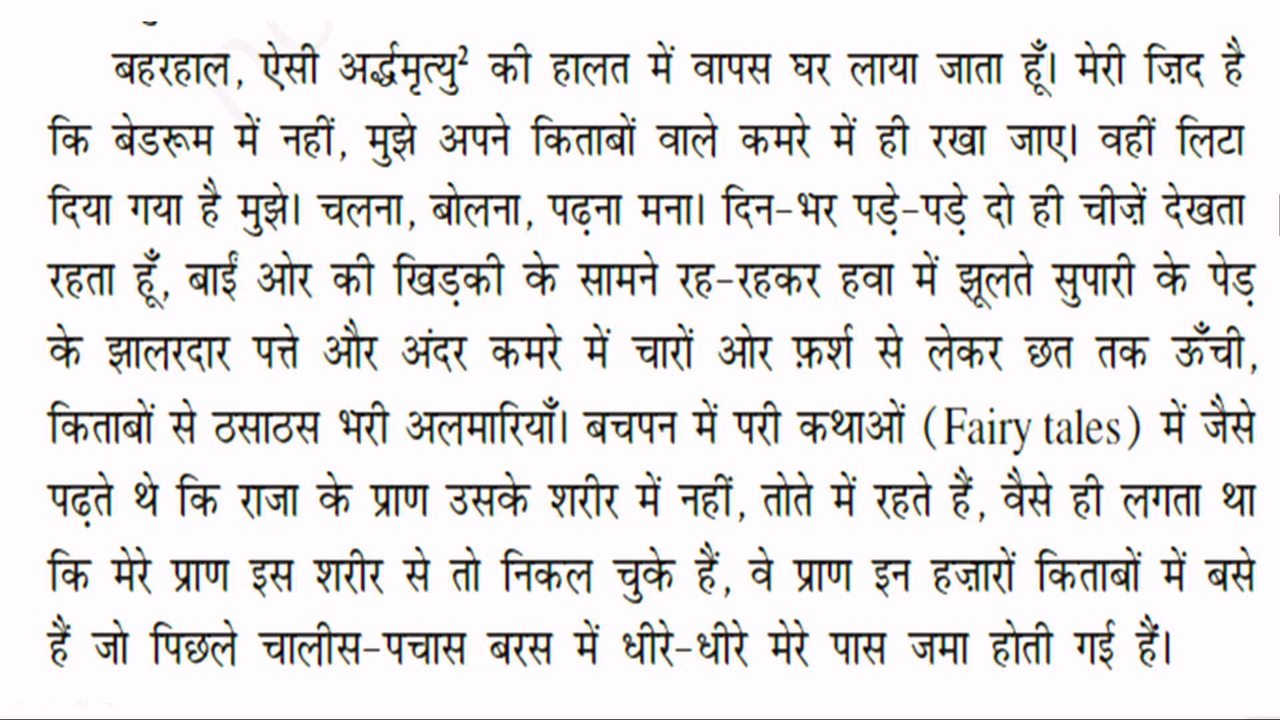 बहरहाल, ऐसी अर्द्धमृत्यु² की हालत में वापस घर लाया जाता हूँ। मेरी ज़िद है
कि बेडरूम में नहीं, मुझे अपने किताबों वाले कमरे में ही रखा जाए। वहीं लिटा
दिया गया है मुझे। चलना, बोलना, पढ़ना मना। दिन-भर पड़े-पड़े दो ही चीज़ें देखता
रहता हूँ, बाईं ओर की खिड़की के सामने रह-रहकर हवा में झूलते सुपारी के पेड़
के झालरदार पत्ते और अंदर कमरे में चारों ओर फ़र्श से लेकर छत तक ऊँची,
किताबों से ठसाठस भरी अलमारियाँ। बचपन में परी कथाओं (Fairy tales) में जैसे
पढ़ते थे कि राजा के प्राण उसके शरीर में नहीं, तोते में रहते हैं, वैसे ही लगता था
कि मेरे प्राण इस शरीर से तो निकल चुके हैं, वे प्राण इन हज़ारों किताबों में बसे
हैं जो पिछले चालीस-पचास बरस में धीरे-धीरे मेरे पास जमा होती गई हैं।